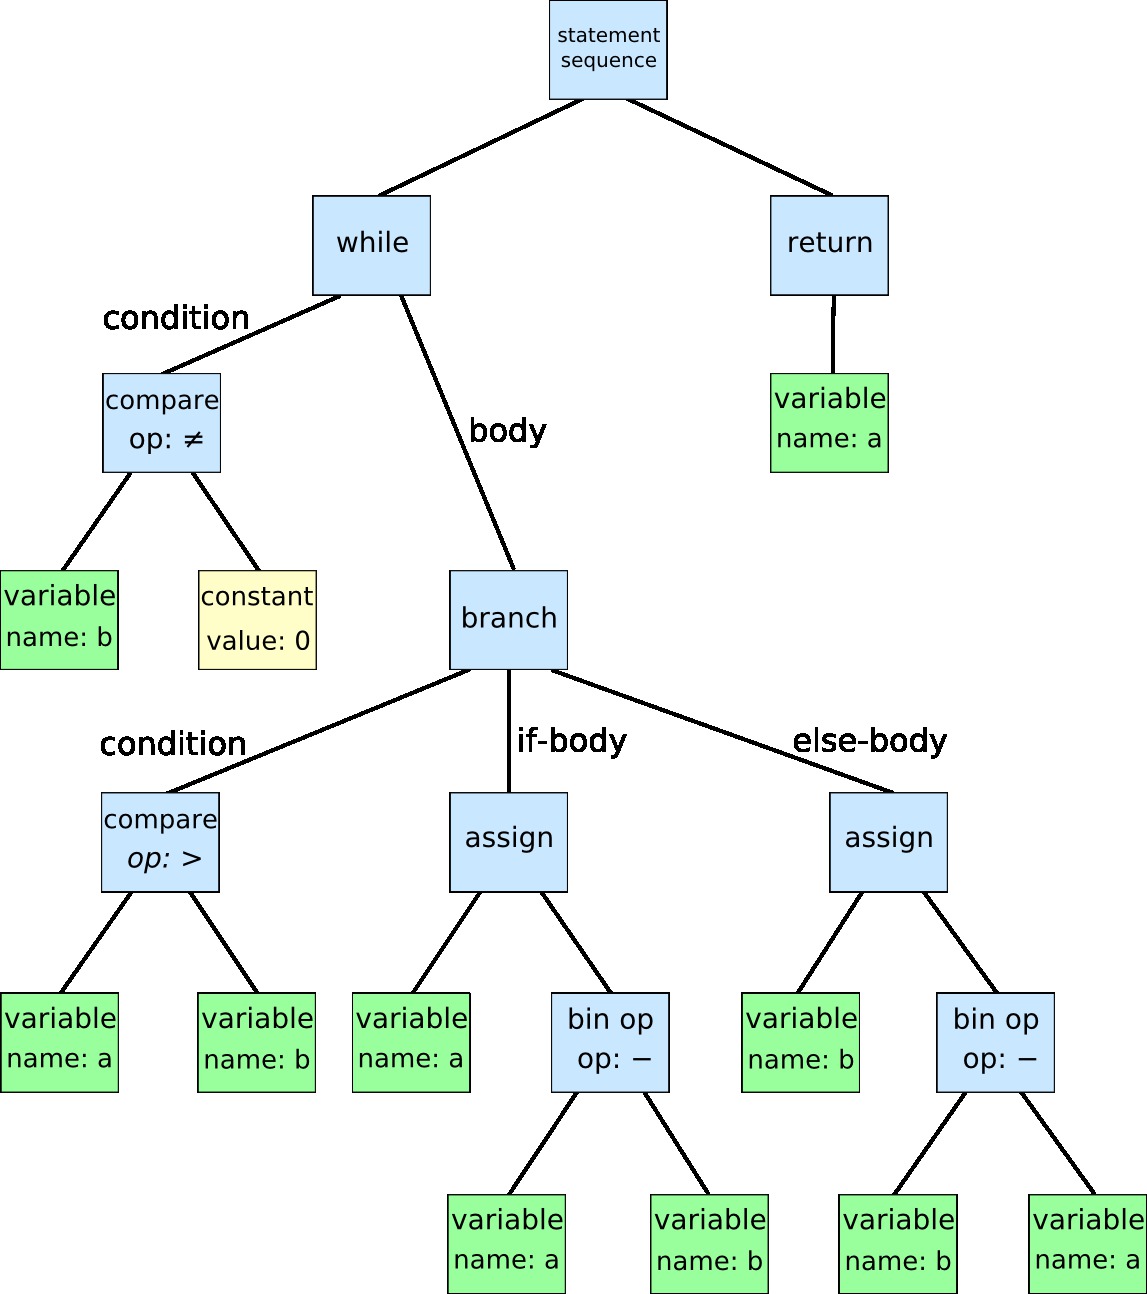 statement
sequence
while
return
condition
compare
op: ≠
body
variable
name: a
variable
name: b
constant
value: 0
branch
condition
if-body
else-body
compare
op: >
assign
assign
variable
name: a
variable
name: b
variable
name: a
bin op
op: −
variable
name: b
bin op
op: −
variable
name: a
variable
name: b
variable
name: b
variable
name: a